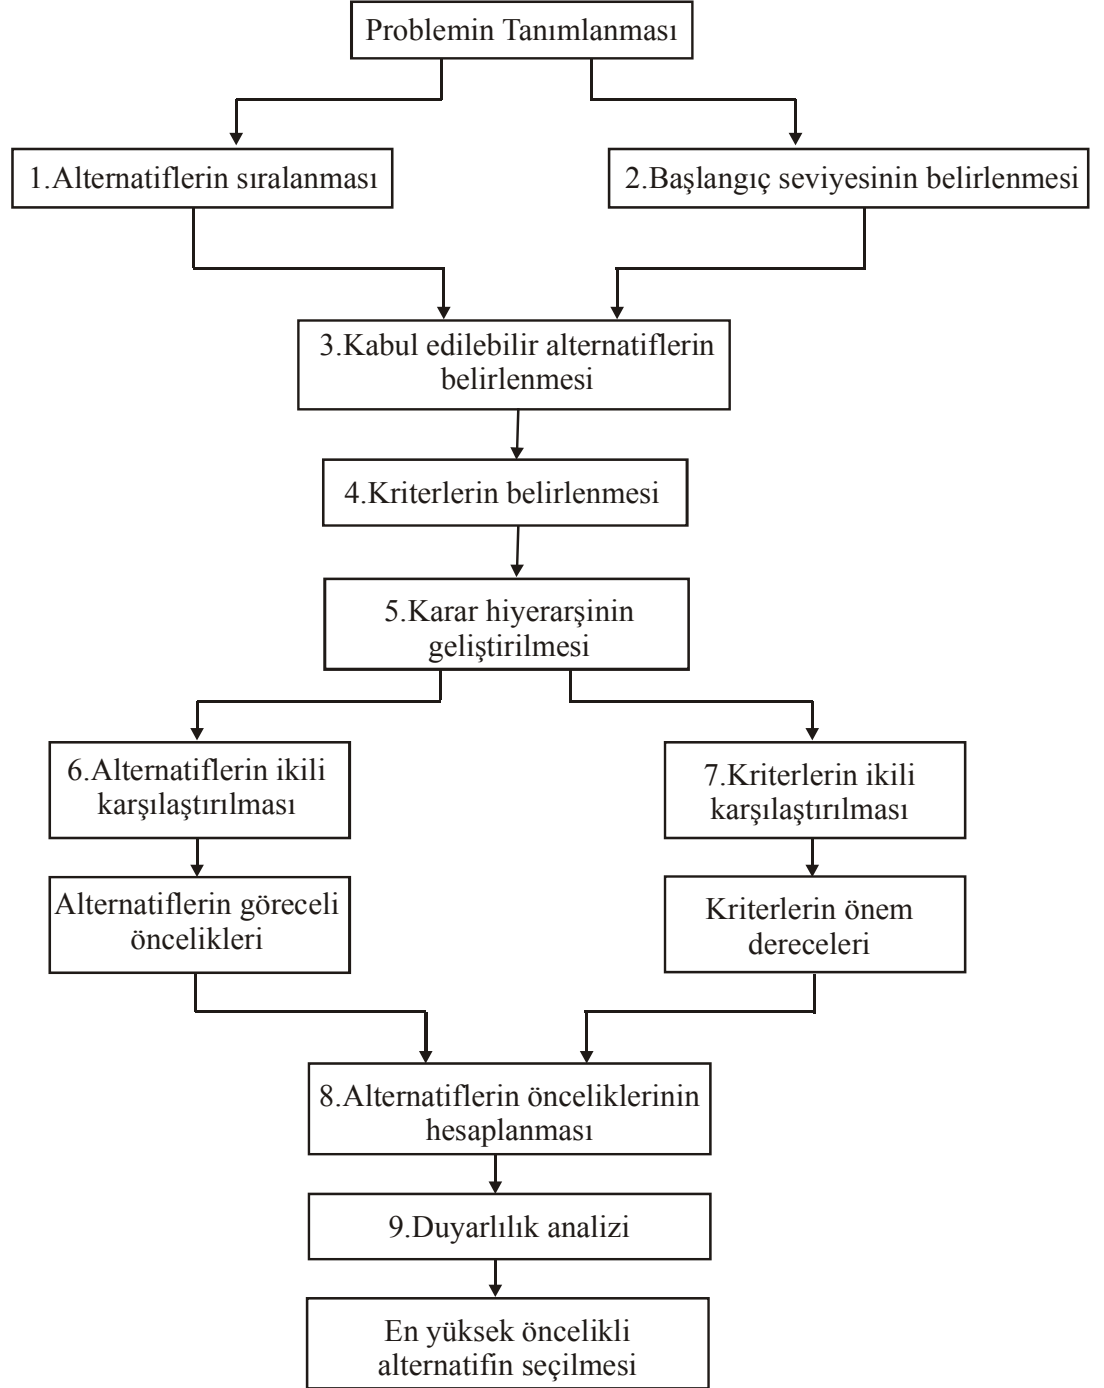 Problemin Tanımlanması
1.Alternatiflerin sıralanması
2.Başlangıç seviyesinin belirlenmesi
3.Kabul edilebilir alternatiflerin
belirlenmesi
4.Kriterlerin belirlenmesi
5.Karar hiyerarşinin
geliştirilmesi
6.Alternatiflerin ikili
karşılaştırılması
7.Kriterlerin ikili
karşılaştırılması
Alternatiflerin göreceli
öncelikleri
Kriterlerin önem
dereceleri
8.Alternatiflerin önceliklerinin
hesaplanması
9.Duyarlılık analizi
En yüksek öncelikli
alternatifin seçilmesi